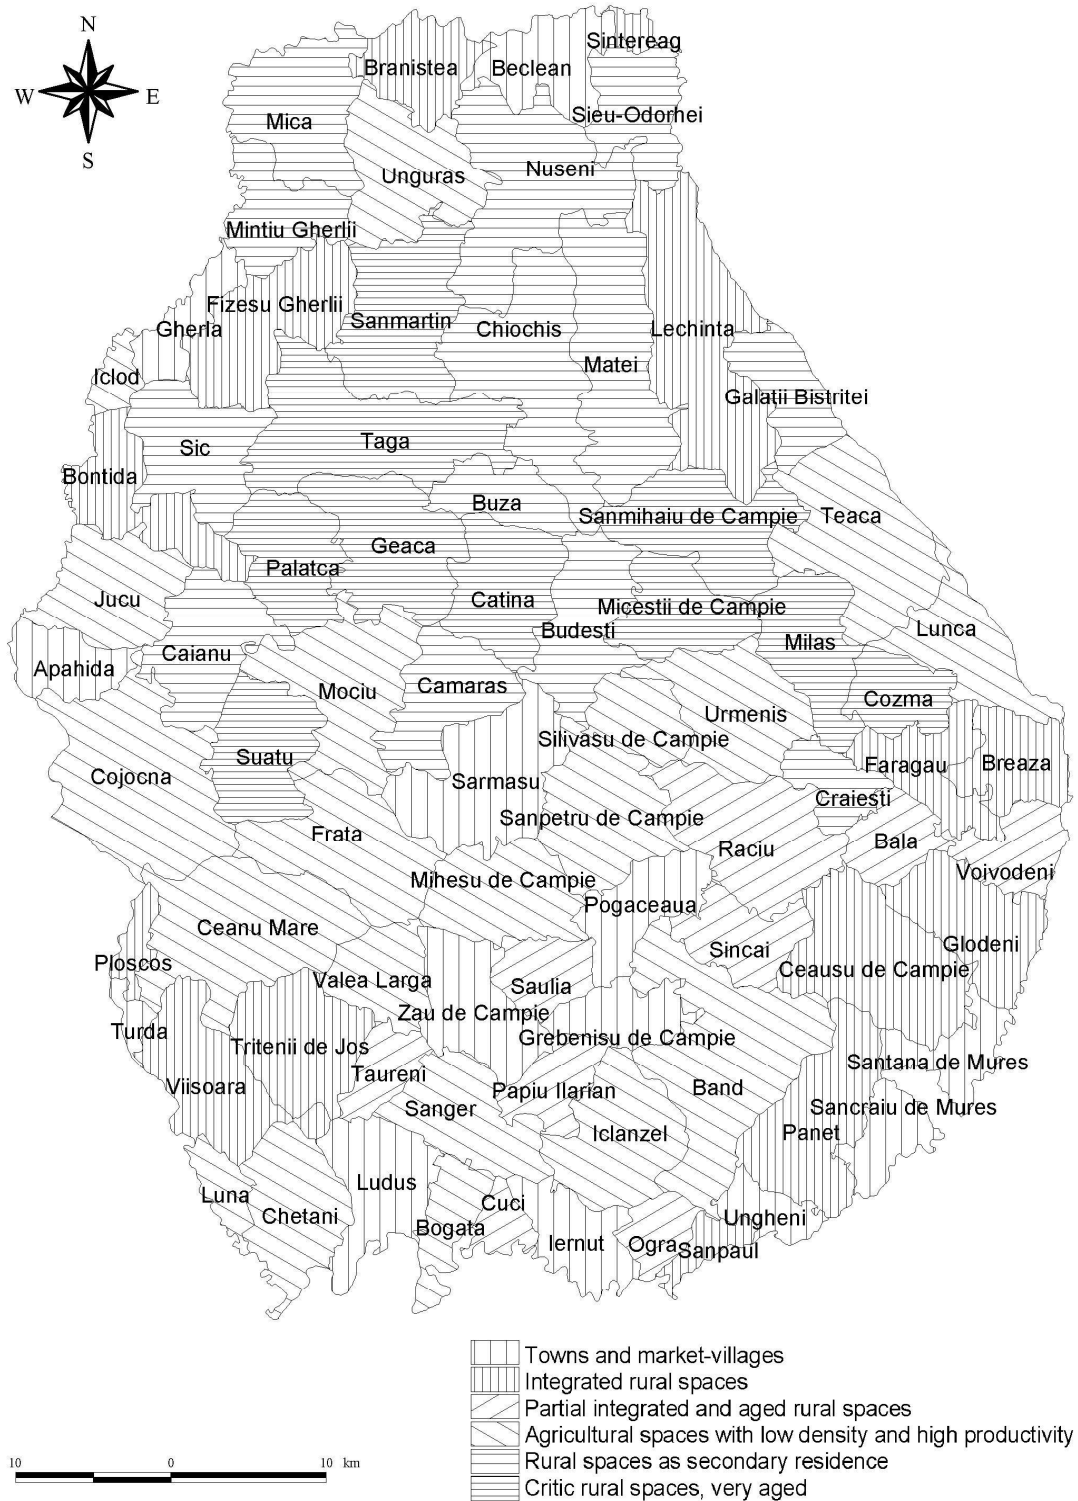 N
W E
S
Sintereag
Branistea
Beclean
Sieu-Odorhei
Mica
Nuseni
Unguras
Mintiu Gherlii
Fizesu Gherlii
Gherla
Sanmartin
Chiochis
Lechinta
Matei
Iclod
Galații Bistritei
Sic
Taga
Bontida
Buza
Sanmihaiu de Campie
Teaca
Geaca
Palatca
Jucu
Catina
Micestii de Campie
Budesti
Lunca
Milas
Caianu
Apahida
Mociu
Camaras
Cozma
Urmenis
Silivasu de Campie
Suatu
Faragau
Breaza
Cojocna
Sarmasu
Craiesti
Sanpetru de Campie
Frata
Raciu
Bala
Voivodeni
Mihesu de Campie
Pogaceaua
Ceanu Mare
Sincai
Glodeni
Ploscos
Ceausu de Campie
Valea Larga
Saulia
Zau de Campie
Turda
Grebenisu de Campie
Tritenii de Jos
Santana de Mures
Taureni
Viisoara
Papiu Ilarian
Band
Sanger
Sancraiu de Mures
Iclanzel
Panet
Ludus
Luna
Cuci
Chetani
Bogata
Ungheni
Iernut
Ogra
Sanpaul
Towns and market-villages
Integrated rural spaces
Partial integrated and aged rural spaces
Agricultural spaces with low density and high productivity
Rural spaces as secondary residence
Critic rural spaces, very aged
10 0 10 km